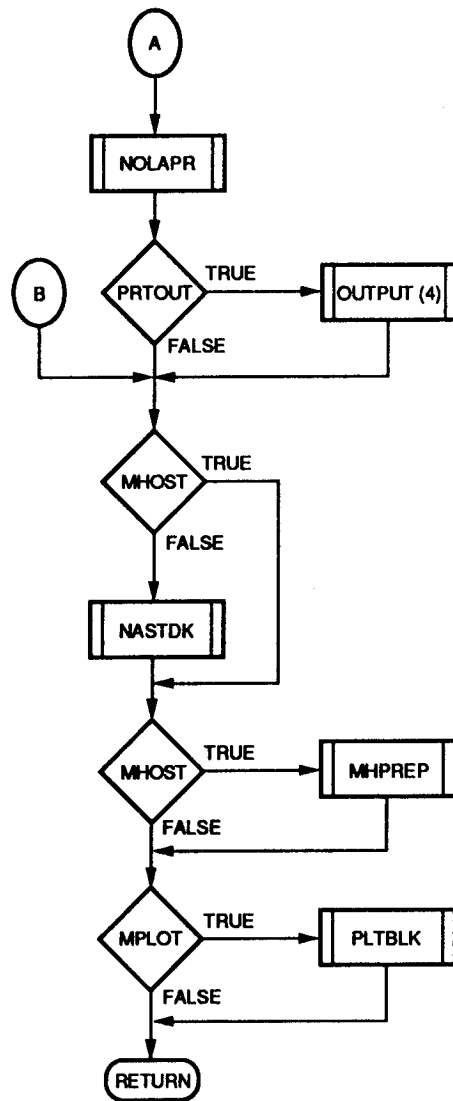 A
NOLAPR
B
PRTOUT
TRUE
OUTPUT (4)
FALSE
MHOST
TRUE
FALSE
NASTDK
MHOST
TRUE
MHPREP
FALSE
MPLOT
TRUE
PLTBLK
FALSE
RETURN